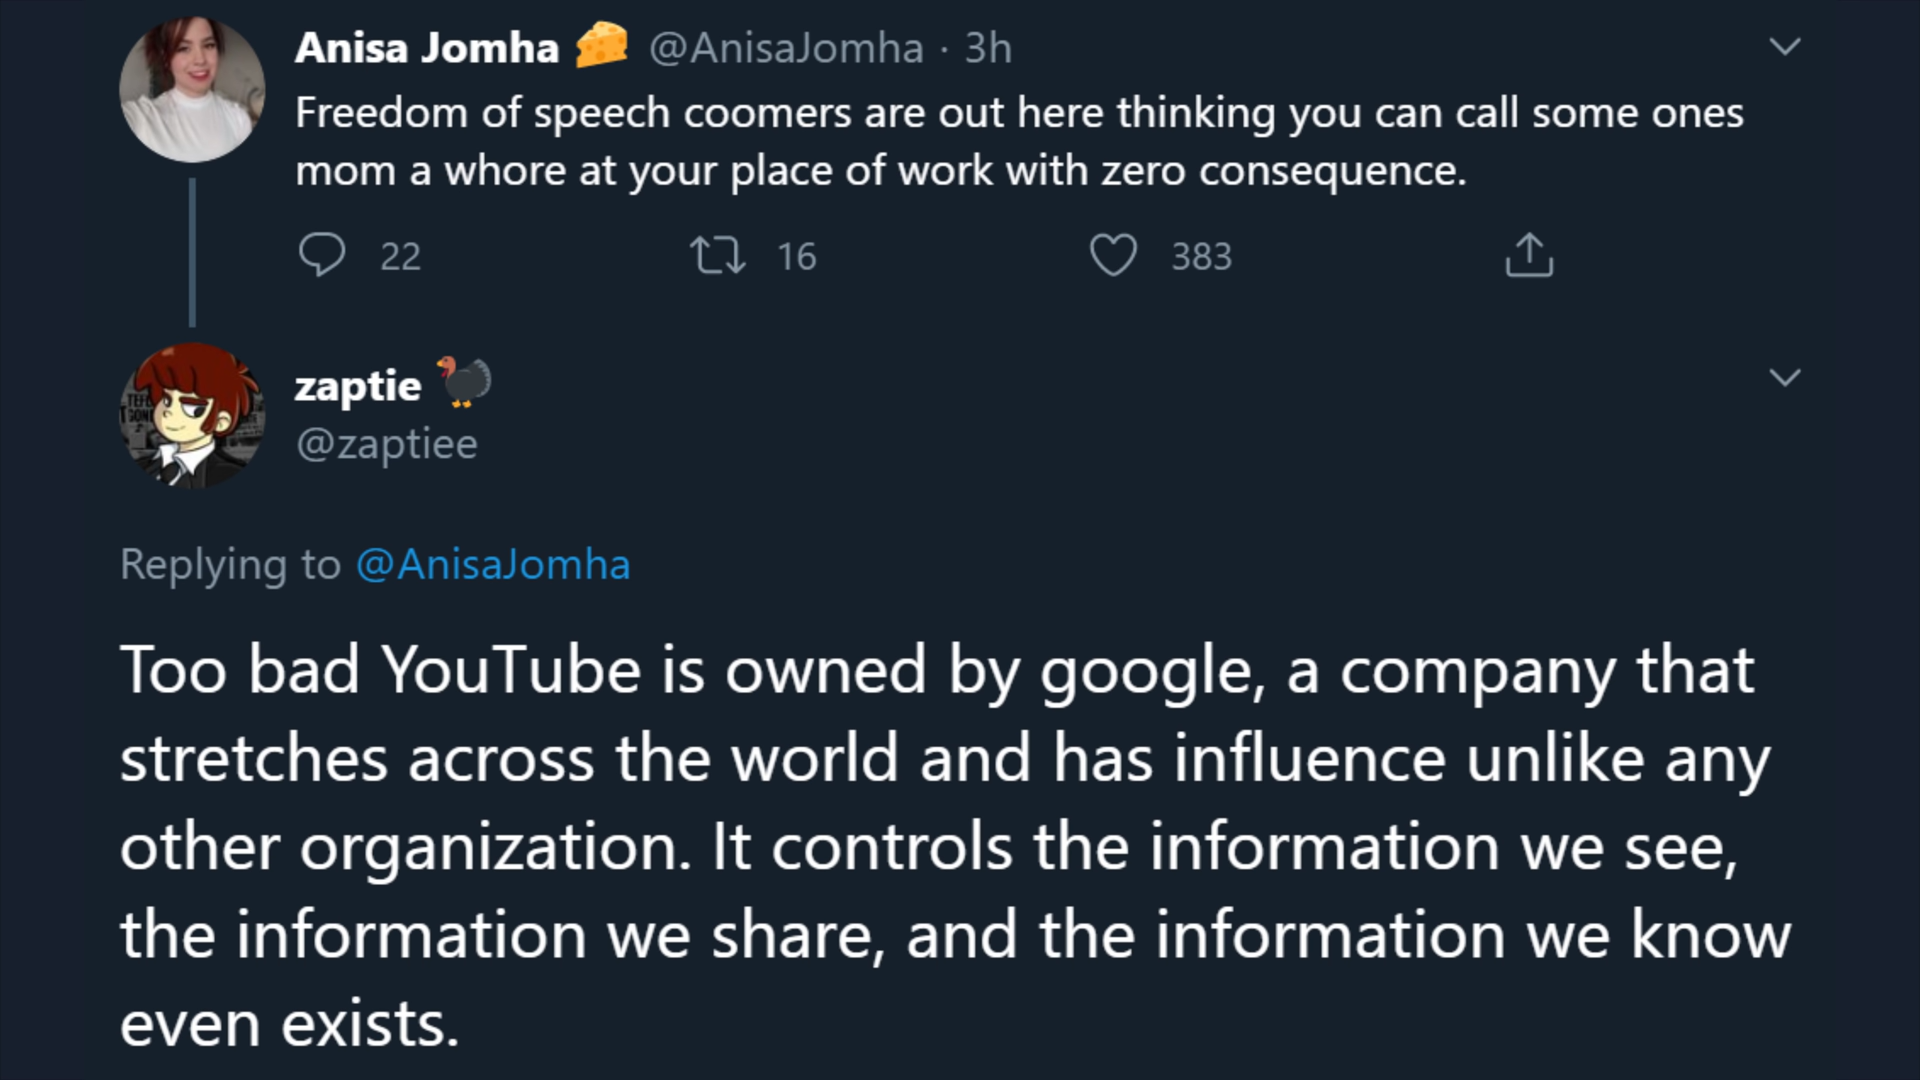 Anisa Jomha 🧀 @AnisaJomha · 3h
Freedom of speech coomers are out here thinking you can call some ones
mom a whore at your place of work with zero consequence.
22 16 383
zaptie 🦃
@zaptiee
Replying to @AnisaJomha
Too bad YouTube is owned by google, a company that
stretches across the world and has influence unlike any
other organization. It controls the information we see,
the information we share, and the information we know
even exists.